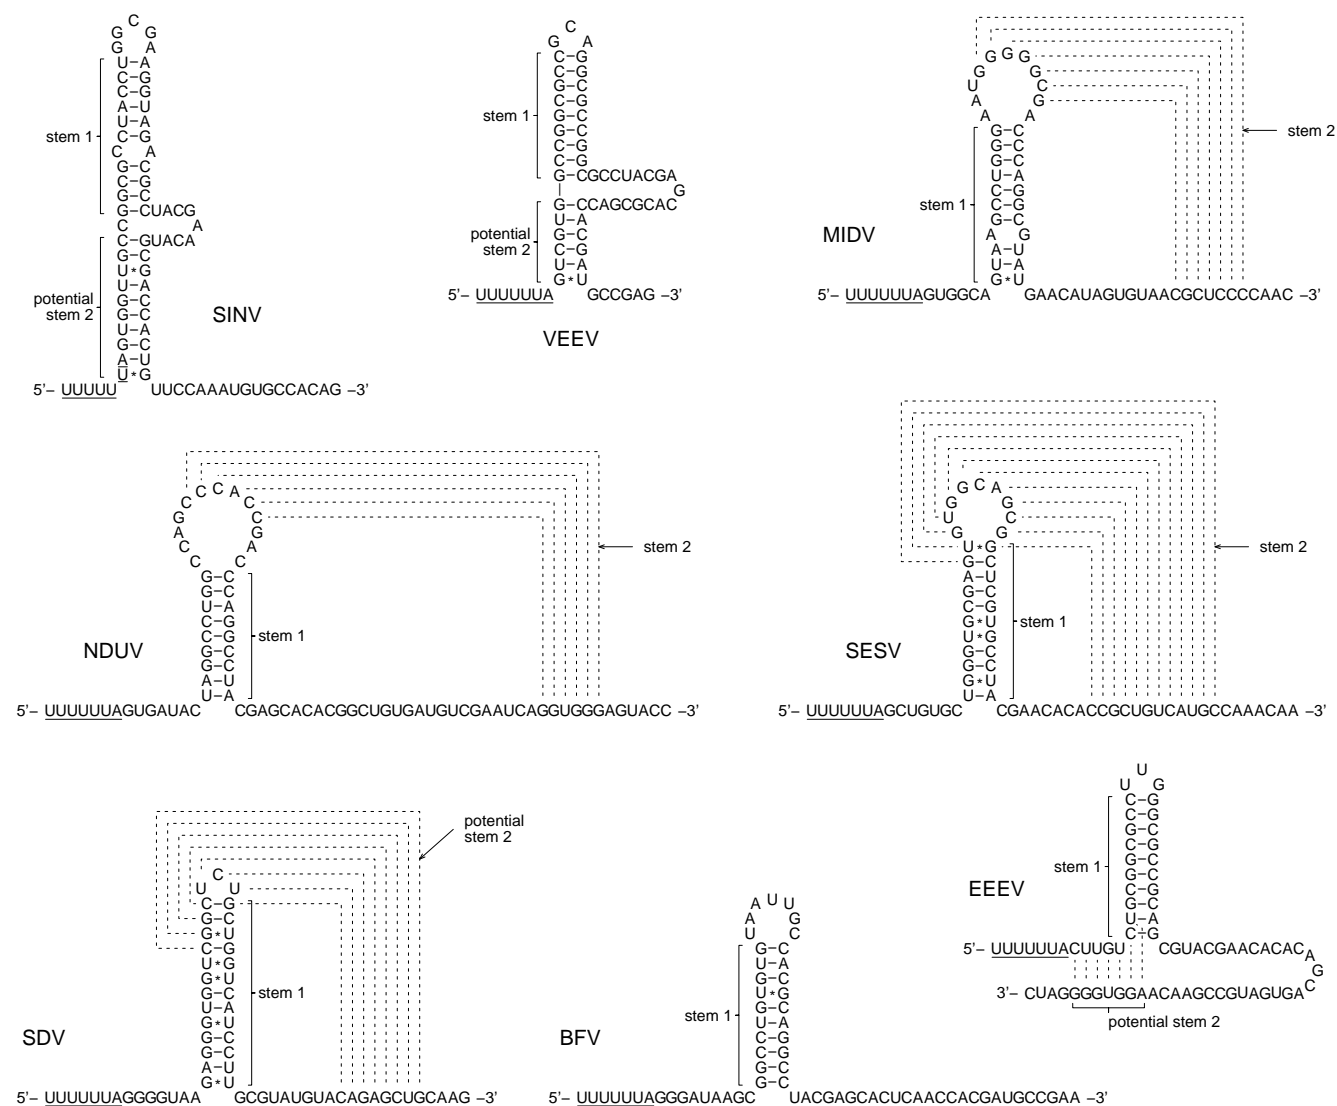 C
G G
G A
U–A
C–G
C–G
A–U
U–A
C–G
C A
G–C
C–G
G–C
G–CUACG
C A
C–GUACA
G–C
U*G
U–A
G–C
G–C
U–A
G–C
A–U
U*G
5'– UUUUU UUCCAAAUGUGCCACAG –3'
stem 1
potential
stem 2
SINV
C
G A
C–G
C–G
G–C
C–G
G–C
G–C
C–G
C–G
G–CGCCUACGA
G
G–CCAGCGCAC
U–A
G–C
C–G
U–A
G*U
5'– UUUUUUA GCCGAG –3'
stem 1
potential
stem 2
VEEV
G G G
G G
U C
A G
A A
G–C
G–C
G–C
U–A
C–G
C–G
G–C
A G
A U
U–A
G*U
5'– UUUUUUAGUGGCA GAACAUAGUGUAACGCUCCCCAAC –3'
stem 1
stem 2
MIDV
C C A
C C
G C
C G
C A
C C
G–C
G–C
U–A
C–G
C–G
G–C
G–C
A–U
U–A
5'– UUUUUUAGUGAUAC CGAGCACACGGCUGUGAUGUCGAAUCAGGUGGGAGUACC –3'
stem 1
stem 2
NDUV
G C A
G G
U C
G G
U*G
G–C
A–U
G–C
C–G
G*U
U*G
G–C
G–C
G*U
U–A
5'– UUUUUUAGCUGUGC CGAACACACCGCUGUCAUGCCAAACAA –3'
stem 1
stem 2
SESV
C
U U
C–G
G–C
G*U
C–G
U*G
G*U
G–C
U–A
G*U
G–C
G–C
A–U
G*U
5'– UUUUUUAGGGGUAA GCGUAUGUACAGAGCUGCAAG –3'
stem 1
potential
stem 2
SDV
A U U
A G
U C
G–C
U–A
G–C
U*G
G–C
U–A
C–G
C–G
G–C
G–C
5'– UUUUUUAGGGAUAAGC UACGAGCACUCAACCACGAUGCCGAA –3'
stem 1
BFV
U
U G
C–G
C–G
G–C
C–G
G–C
G–C
C–G
G–C
U–A
C–G
5'– UUUUUUACUUGU CGUACGAACACACAGC
3'– CUAGGGGUGGAACAAGCCGUAGUGA
stem 1
potential stem 2
EEEV